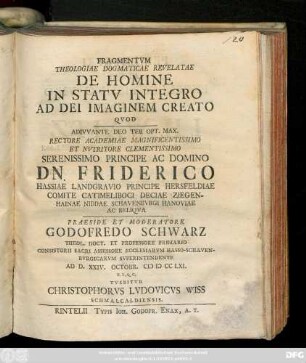 120
FRAGMENTVM
THEOLOGIAE DOGMATICAE REVELATAE
DE HOMINE
IN STATV INTEGRO
AD DEI IMAGINEM CREATO
QVOD
ADIVVANTE DEO TER OPT. MAX.
RECTORE ACADEMIAE MAGNIFICENTISSIMO
ET NVTRITORE CLEMENTISSIMO
SERENISSIMO PRINCIPE AC DOMINO
DN. FRIDERICO
HASSIAE LANDGRAVIO PRINCIPE HERSFELDIAE
COMITE CATIMELIBOCI DECIAE ZIEGEN-
HAINAE NIDDAE SCHAVENBVRGI HANOVIAE
AC RELIQVA
PRAESIDE ET MODERATORE
GODOFREDO SCHWARZ
THEOL. DOCT. ET PROFESSORE PRIMARIO
CONSISTORII SACRI ASSESSORE ECCLESIARVM HASSO-SCHAVEN-
BVRGICARVM SVPERINTENDENTE
AD D. XXIV. OCTOBR. CIↃ IↃ CC LXI.
TVEBITVR
CHRISTOPHORVS LVDOVICVS WISS
SCHMALCALDIENSIS.
RINTELII TYPIS IOH. GODOFR. ENAX, A. T.